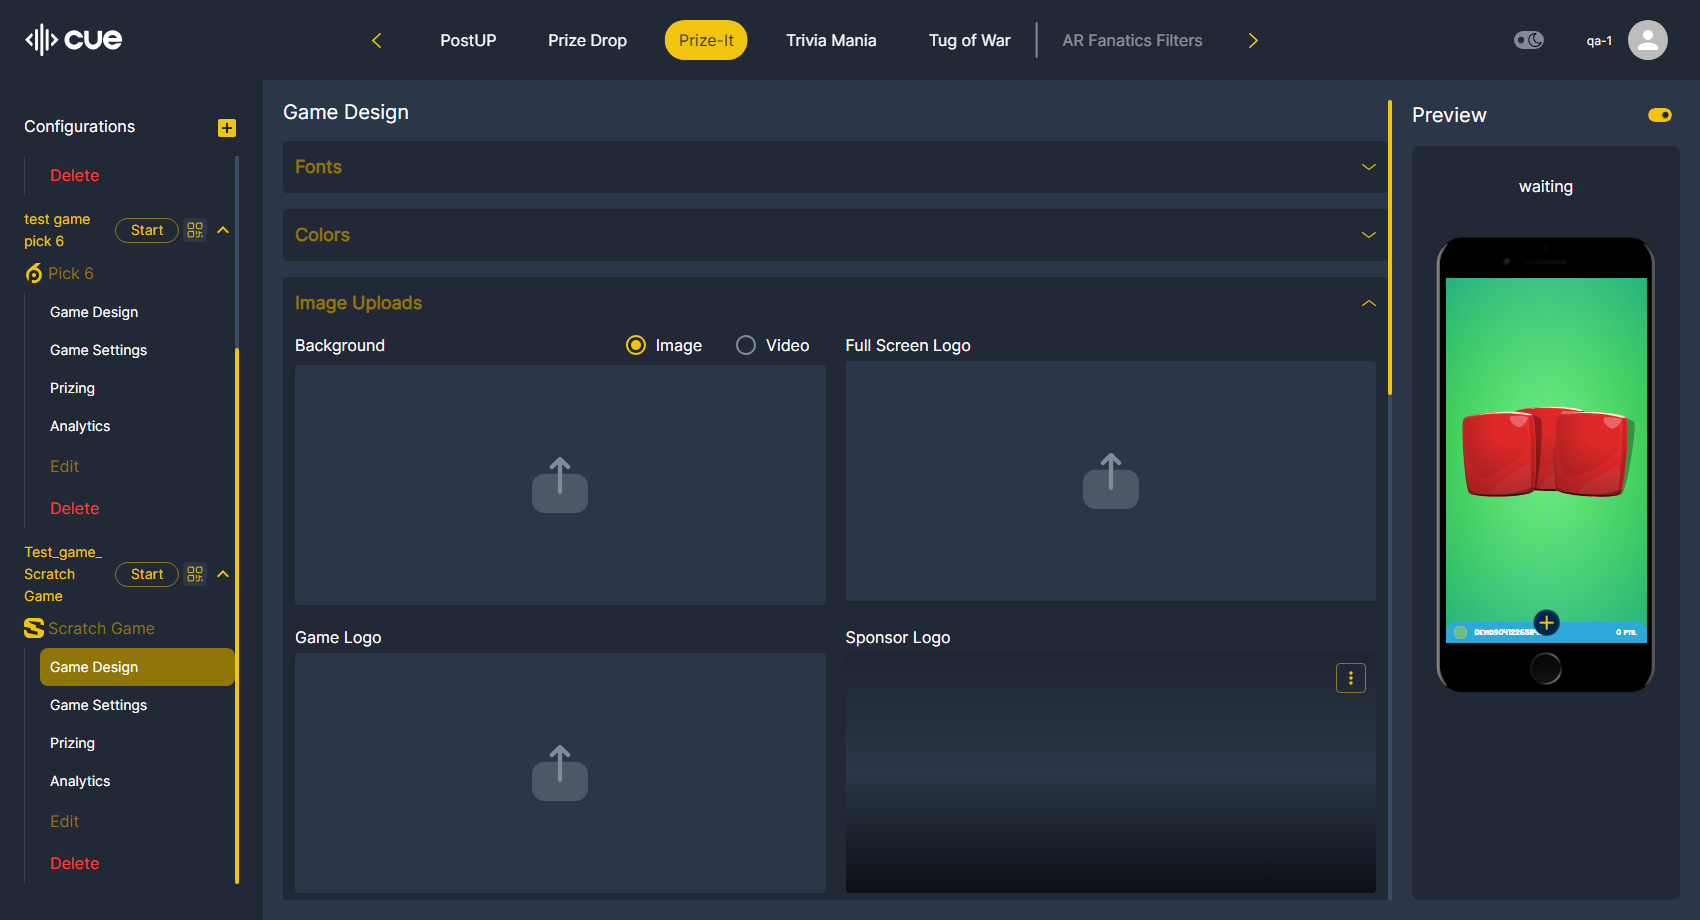 cue
PostUP
Prize Drop
Prize-It
Trivia Mania
Tug of War
AR Fanatics Filters
qa-1
Configurations
Delete
test game
pick 6
Start
Pick 6
Game Design
Game Settings
Prizing
Analytics
Edit
Delete
Test_game_
Scratch
Game
Start
Scratch Game
Game Design
Game Settings
Prizing
Analytics
Edit
Delete
Game Design
Fonts
Colors
Image Uploads
Background
Image
Video
Full Screen Logo
Game Logo
Sponsor Logo
Preview
waiting
0 PTS.